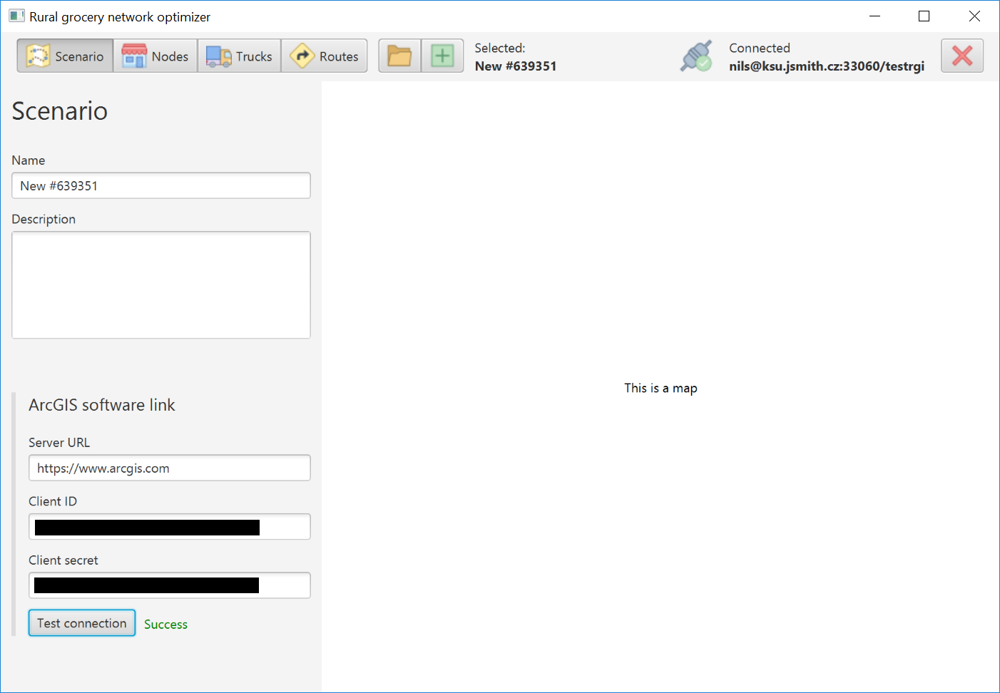 Rural grocery network optimizer
Scenario Nodes Trucks Routes
Selected:
New #639351
Connected
nils@ksu.jsmith.cz:33060/testrgi
Scenario
Name
New #639351
Description
This is a map
ArcGIS software link
Server URL
https://www.arcgis.com
Client ID
Client secret
Test connection Success